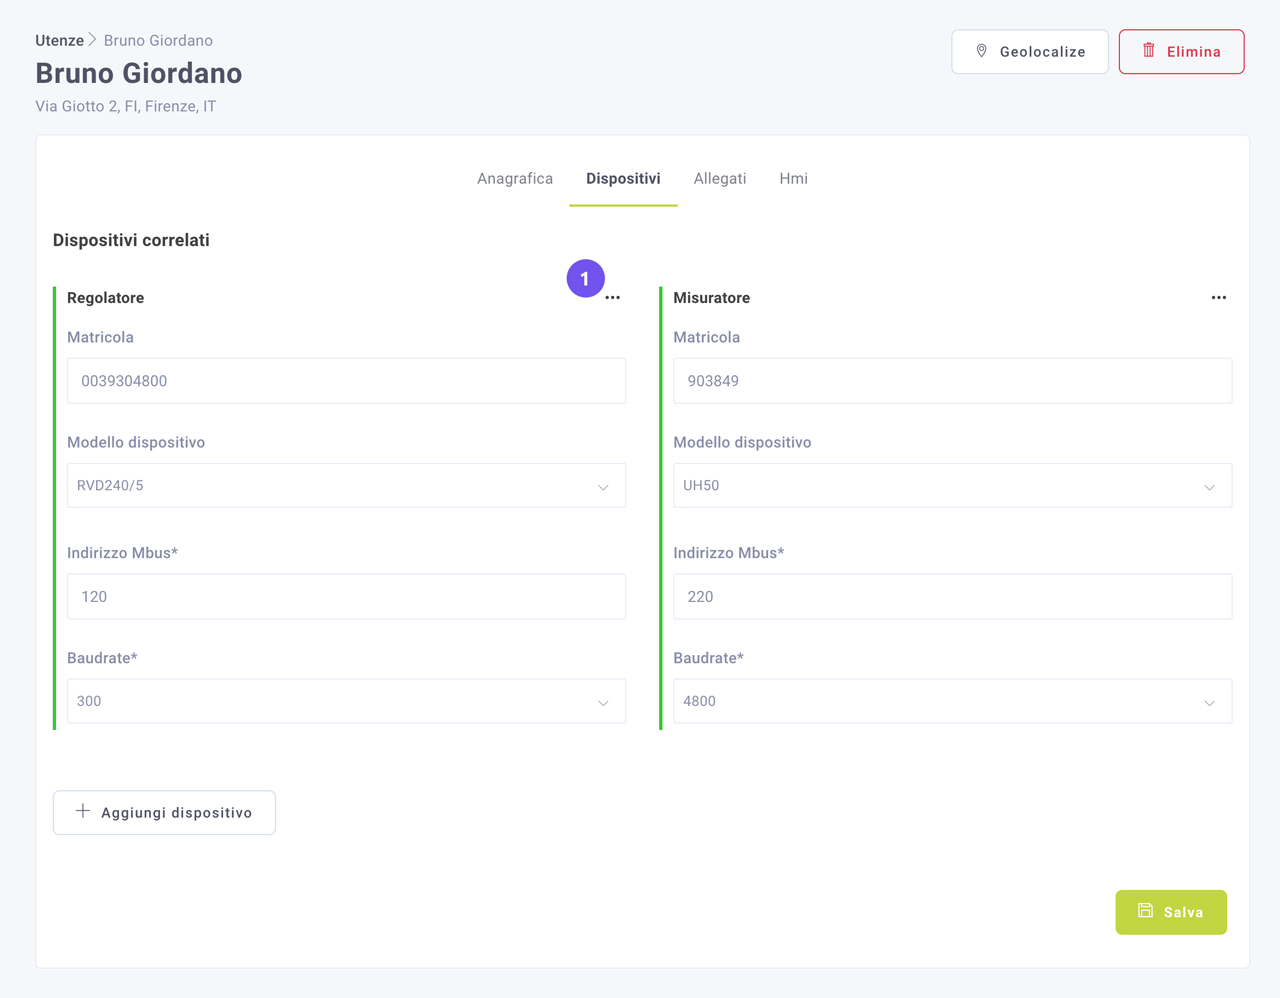 Utenze > Bruno Giordano
Bruno Giordano
Via Giotto 2, FI, Firenze, IT
Geolocalize
Elimina
Anagrafica
Dispositivi
Allegati
Hmi
Dispositivi correlati
1
Regolatore
Matricola
0039304800
Modello dispositivo
RVD240/5
Indirizzo Mbus*
120
Baudrate*
300
Misuratore
Matricola
903849
Modello dispositivo
UH50
Indirizzo Mbus*
220
Baudrate*
4800
Aggiungi dispositivo
Salva